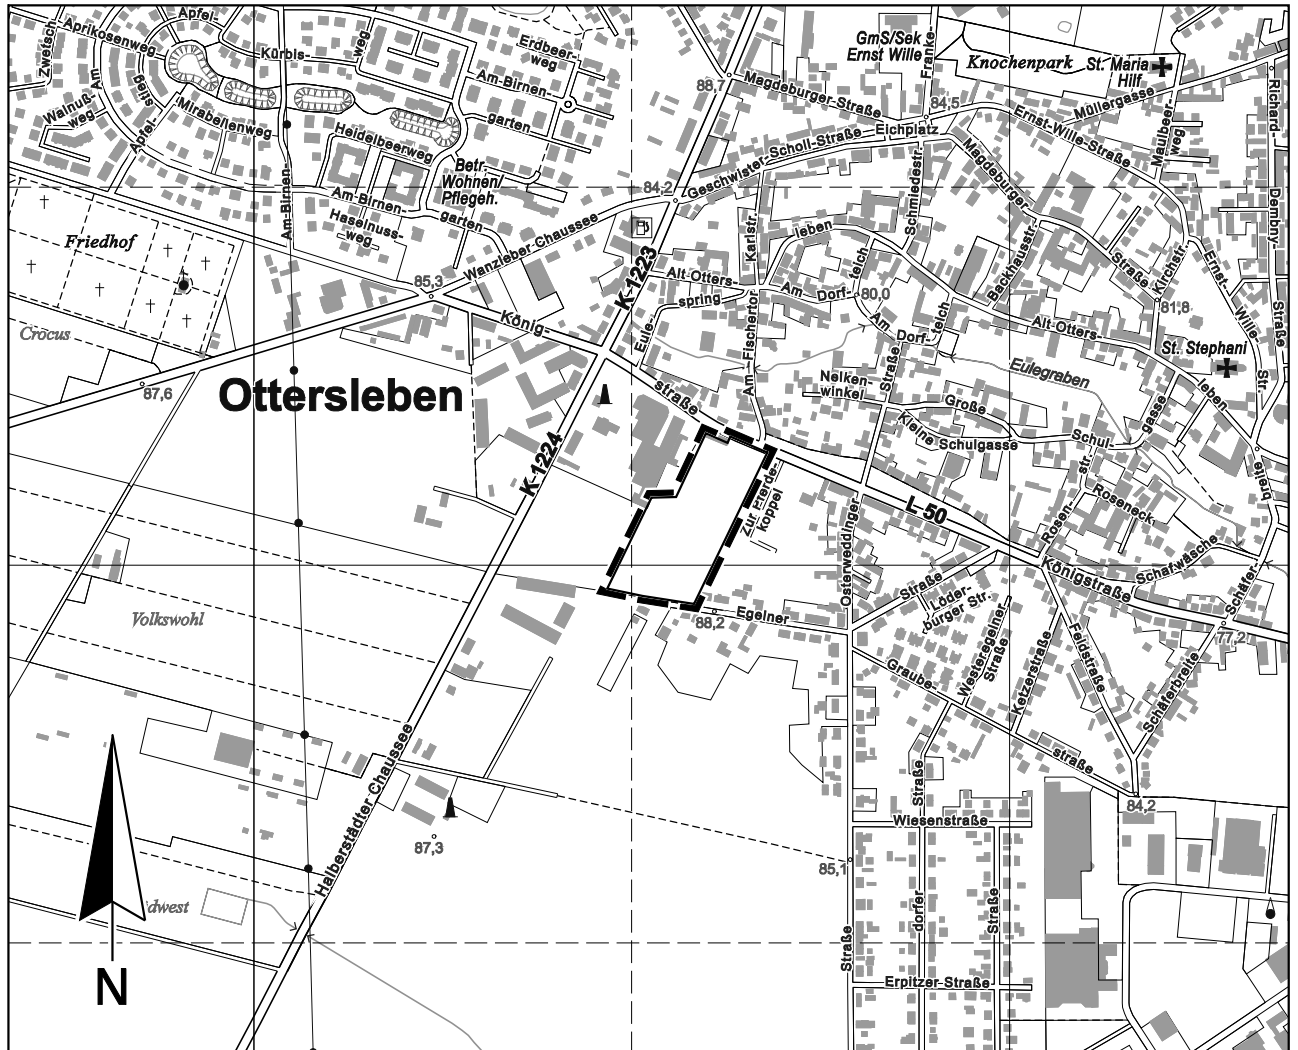 Zwetsch.
Aprikosenweg
Apfel-
Kürbis-
weg
Erdbeer-
weg
Am-Birnen-
garten
Am
Walnuß-
weg
stieg
Apfel-
Mirabellenweg
Heidelbeerweg
Betr.
Wohnen/
Pflegeh.
Am-Birnen-
Am-Birnen-
garten
Haselnuss-
weg
Friedhof
Crocus
87,6
85,3
Wanzleber-Chaussee
84,2
88,7
Magdeburger-Straße
GmS/Sek
Ernst Wille
Franke-
84,5
Knochenpark
St. Maria
Hilf
Müllergasse
Ernst-Wille-Straße
Maulbeer-
weg
Richard-
Demmony-
Straße
Geschwister-Scholl-Straße
Eichplatz
Schmiedestr.
Magdeburger
Straße
Karlstr.
leben
Alt-Otters-
spring
Eule-
Am
Dorf-
teich
80,0
Am
Dorf-
teich
Backhausstr.
Kirchstr.
81,8
Ernst-
Wille-
Str.
Alt-Otters-
leben
St. Stephani
Eulegraben
K-1223
König-
straße
Am-Fischertor
Nelken-
winkel
Straße
Große
Kleine
Schulgasse
Schul-
gasse
Ottersleben
K-1224
Zur Pferde-
koppel
L-50
Osterweddinger
Rosen-
str.
Roseneck
breite
Königstraße
Schafwäsche
Schäfer-
77,2
Volkswohl
88,2
Egelner
Straße
Löder-
burger Str.
Westeregelner
Straße
Ketzerstraße
Feldstraße
Schäferbreite
Graube-
straße
84,2
Halberstädter Chaussee
87,3
85,1
Wiesenstraße
Straße
dorfer
Straße
Straße
Erpitzer-Straße
dwest
N